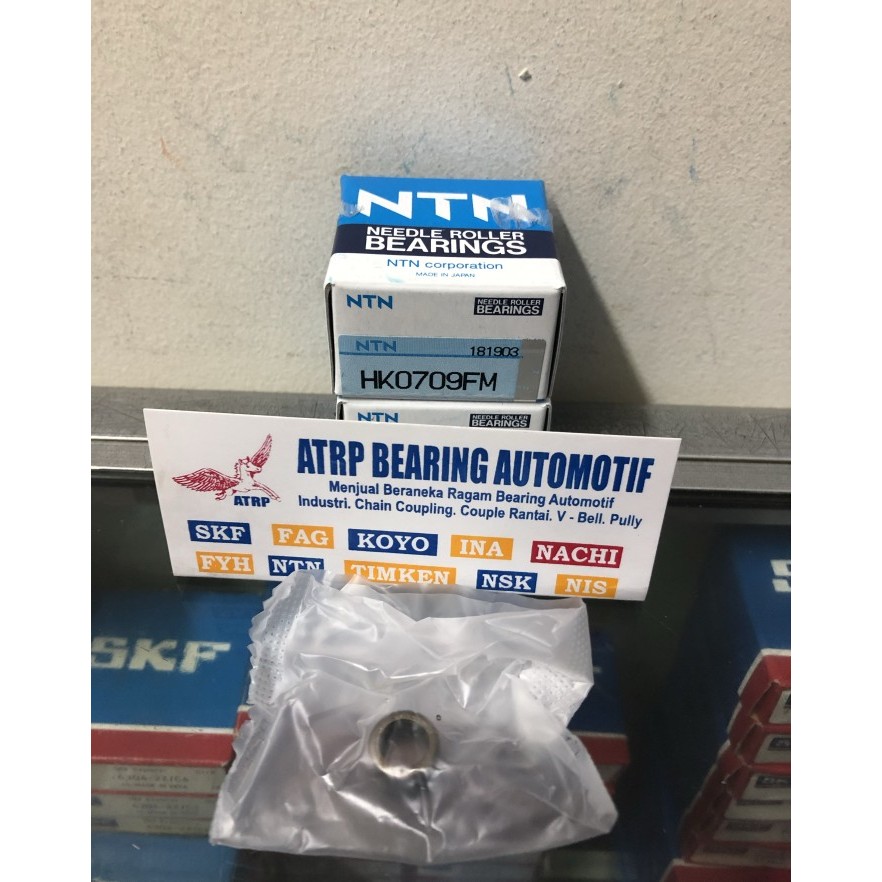 NTN
NEEDLE ROLLER
BEARINGS
NTN corporation
MADE IN JAPAN
NTN
NEEDLE ROLLER
BEARINGS
NTN
181903
HK0709FM
NTN
NEEDLE ROLLER
BEARINGS
ATRP BEARING AUTOMOTIF
Menjual Beraneka Ragam Bearing Automotif
Industri. Chain Coupling. Couple Rantai. V - Bell. Pully
ATRP
SKF FAG KOYO INA NACHI
FYH NTN TIMKEN NSK NIS
SKF